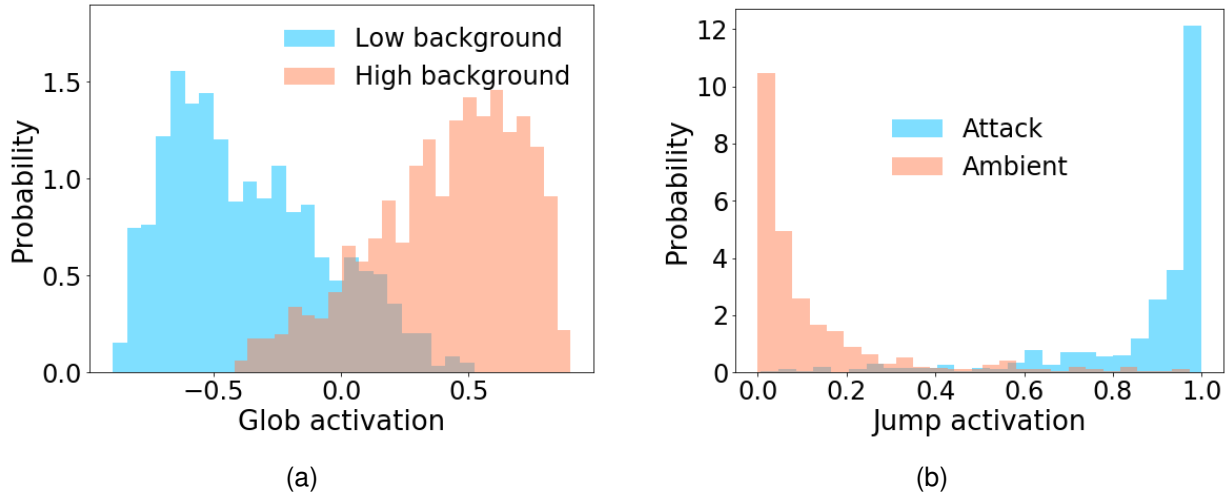 Low background
High background
Probability
1.5
1.0
0.5
0.0
−0.5
0.0
0.5
Glob activation
(a)
Attack
Ambient
Probability
12
10
8
6
4
2
0
0.0
0.2
0.4
0.6
0.8
1.0
Jump activation
(b)